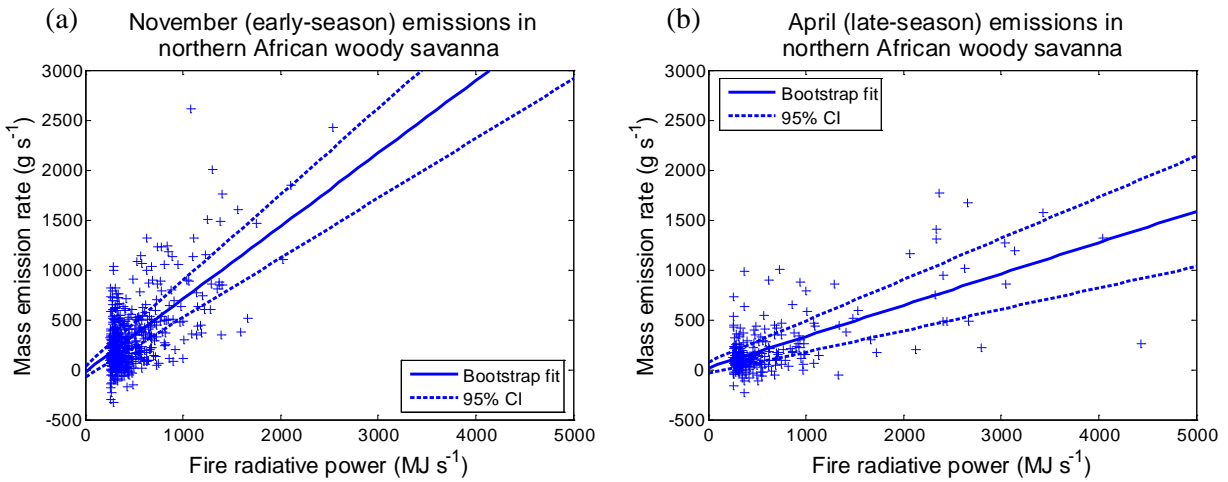 (a)
November (early-season) emissions in
northern African woody savanna
3000
2500
2000
1500
1000
500
0
-500
Mass emission rate (g s⁻¹)
Bootstrap fit
95% CI
0 1000 2000 3000 4000 5000
Fire radiative power (MJ s⁻¹)
(b)
April (late-season) emissions in
northern African woody savanna
3000
2500
2000
1500
1000
500
0
-500
Mass emission rate (g s⁻¹)
Bootstrap fit
95% CI
0 1000 2000 3000 4000 5000
Fire radiative power (MJ s⁻¹)